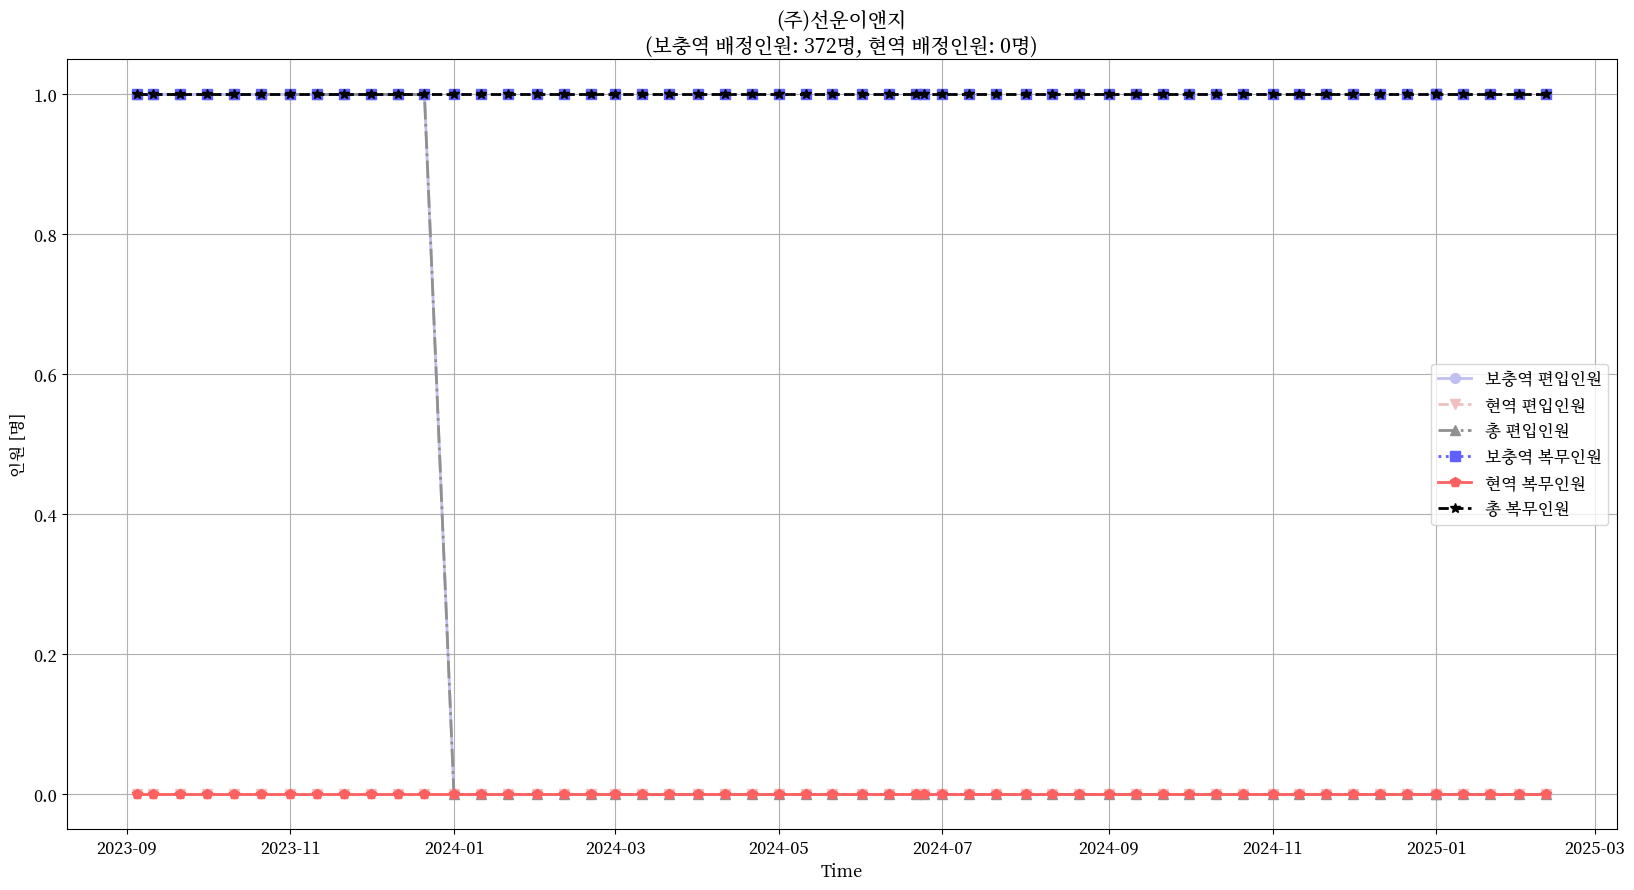 (주)선운이앤지
(보충역 배정인원: 372명, 현역 배정인원: 0명)
인원 [명]
1.0
0.8
0.6
0.4
0.2
0.0
보충역 편입인원
현역 편입인원
총 편입인원
보충역 복무인원
현역 복무인원
총 복무인원
2023-09 2023-11 2024-01 2024-03 2024-05 2024-07 2024-09 2024-11 2025-01 2025-03
Time